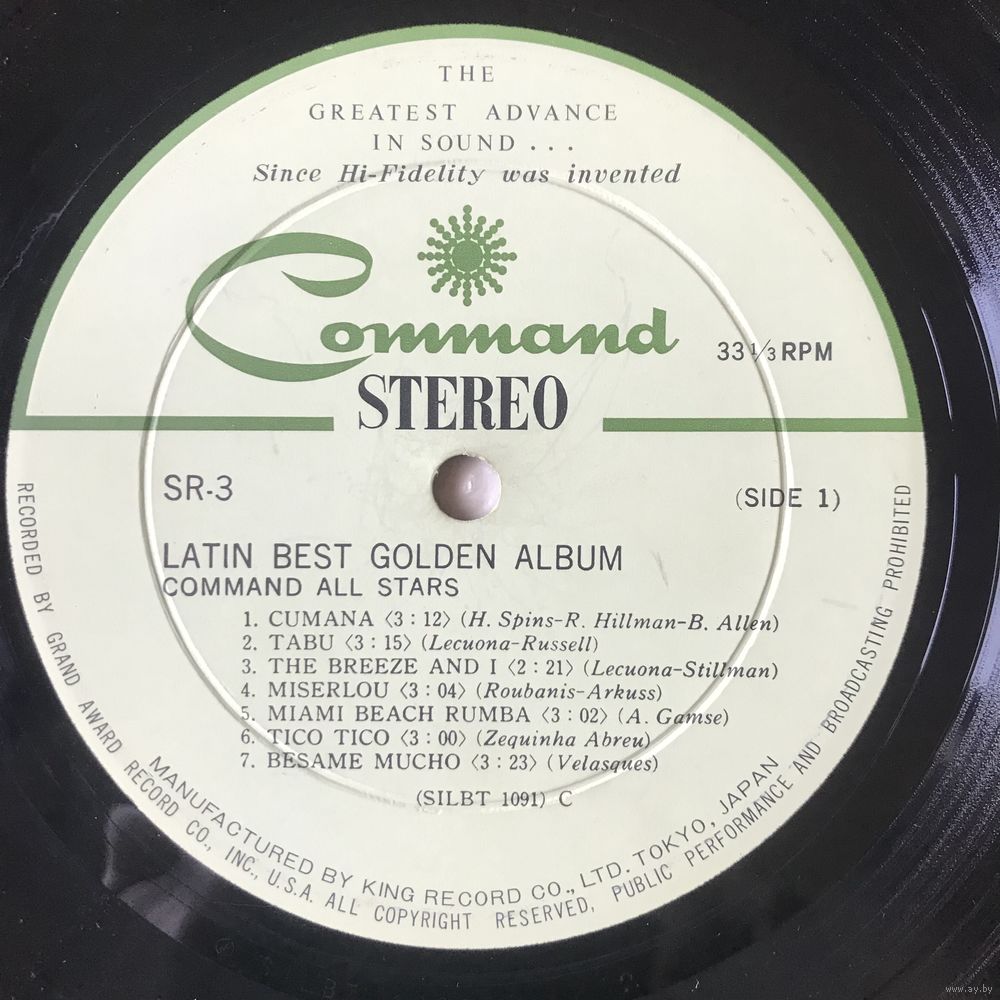 THE
GREATEST ADVANCE
IN SOUND ...
Since Hi-Fidelity was invented
Command
33 1/3 RPM
STEREO
SR-3
(SIDE 1)
LATIN BEST GOLDEN ALBUM
COMMAND ALL STARS
1. CUMANA <3 : 12> (H. Spins-R. Hillman-B. Allen)
2. TABU <3 : 15> (Lecuona-Russell)
3. THE BREEZE AND I <2 : 21> (Lecuona-Stillman)
4. MISERLOU <3 : 04> (Roubanis-Arkuss)
5. MIAMI BEACH RUMBA <3 : 02> (A. Gamse)
6. TICO TICO <3 : 00> (Zequinha Abreu)
7. BESAME MUCHO <3 : 23> (Velasques)
(SILBT 1091) C
MANUFACTURED BY KING RECORD CO., LTD. TOKYO, JAPAN
RECORDED BY GRAND AWARD RECORD CO., INC., U.S.A. ALL COPYRIGHT RESERVED, PUBLIC PERFORMANCE AND BROADCASTING PROHIBITED
www.ay.by